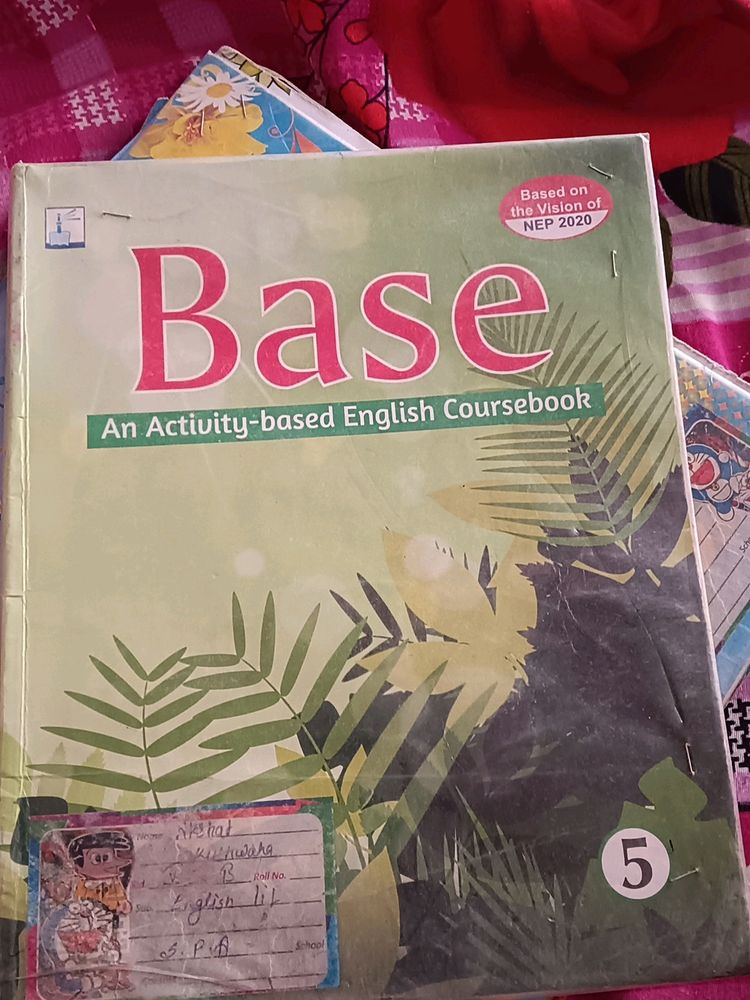 Based on
the Vision of
NEP 2020
Base
An Activity-based English Coursebook
5
Name
V B Roll No.
Sub. English lit
S. P. A School